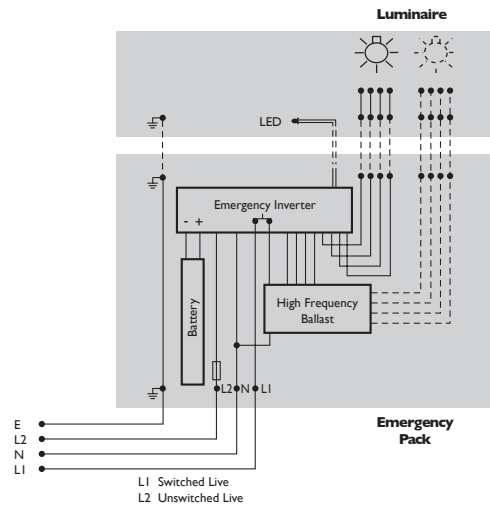 Luminaire
LED
Emergency Inverter
- +
Battery
High Frequency
Ballast
L2 N L1
Emergency
Pack
E
L2
N
L1
L1 Switched Live
L2 Unswitched Live